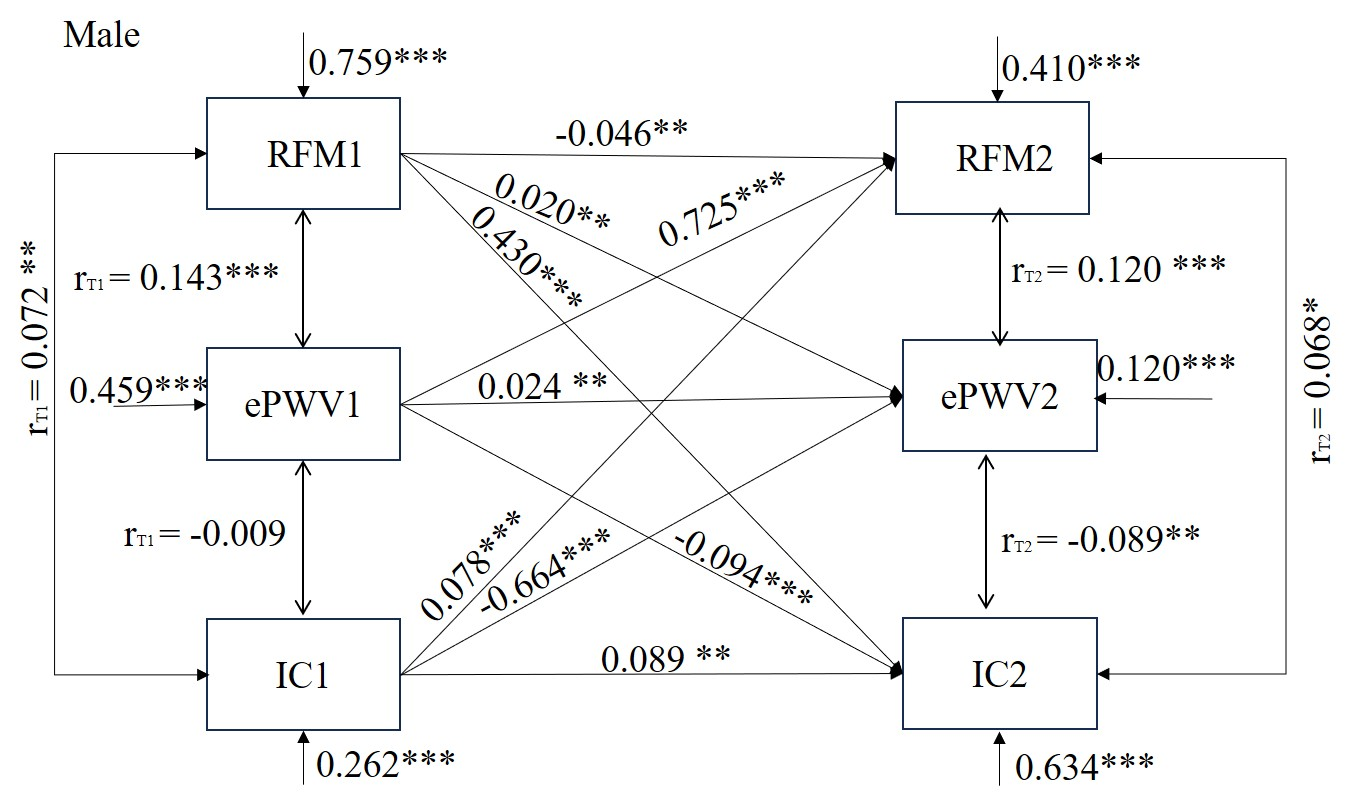 Male
0.759***
0.410***
RFM1
-0.046**
RFM2
0.020**
0.725***
0.430***
rT1= 0.143***
rT2= 0.120 ***
rT1= 0.072 **
rT2= 0.068*
0.459***
ePWV1
0.024 **
ePWV2
0.120***
rT1= -0.009
0.078***
-0.664***
-0.094***
rT2= -0.089**
IC1
0.089 **
IC2
0.262***
0.634***